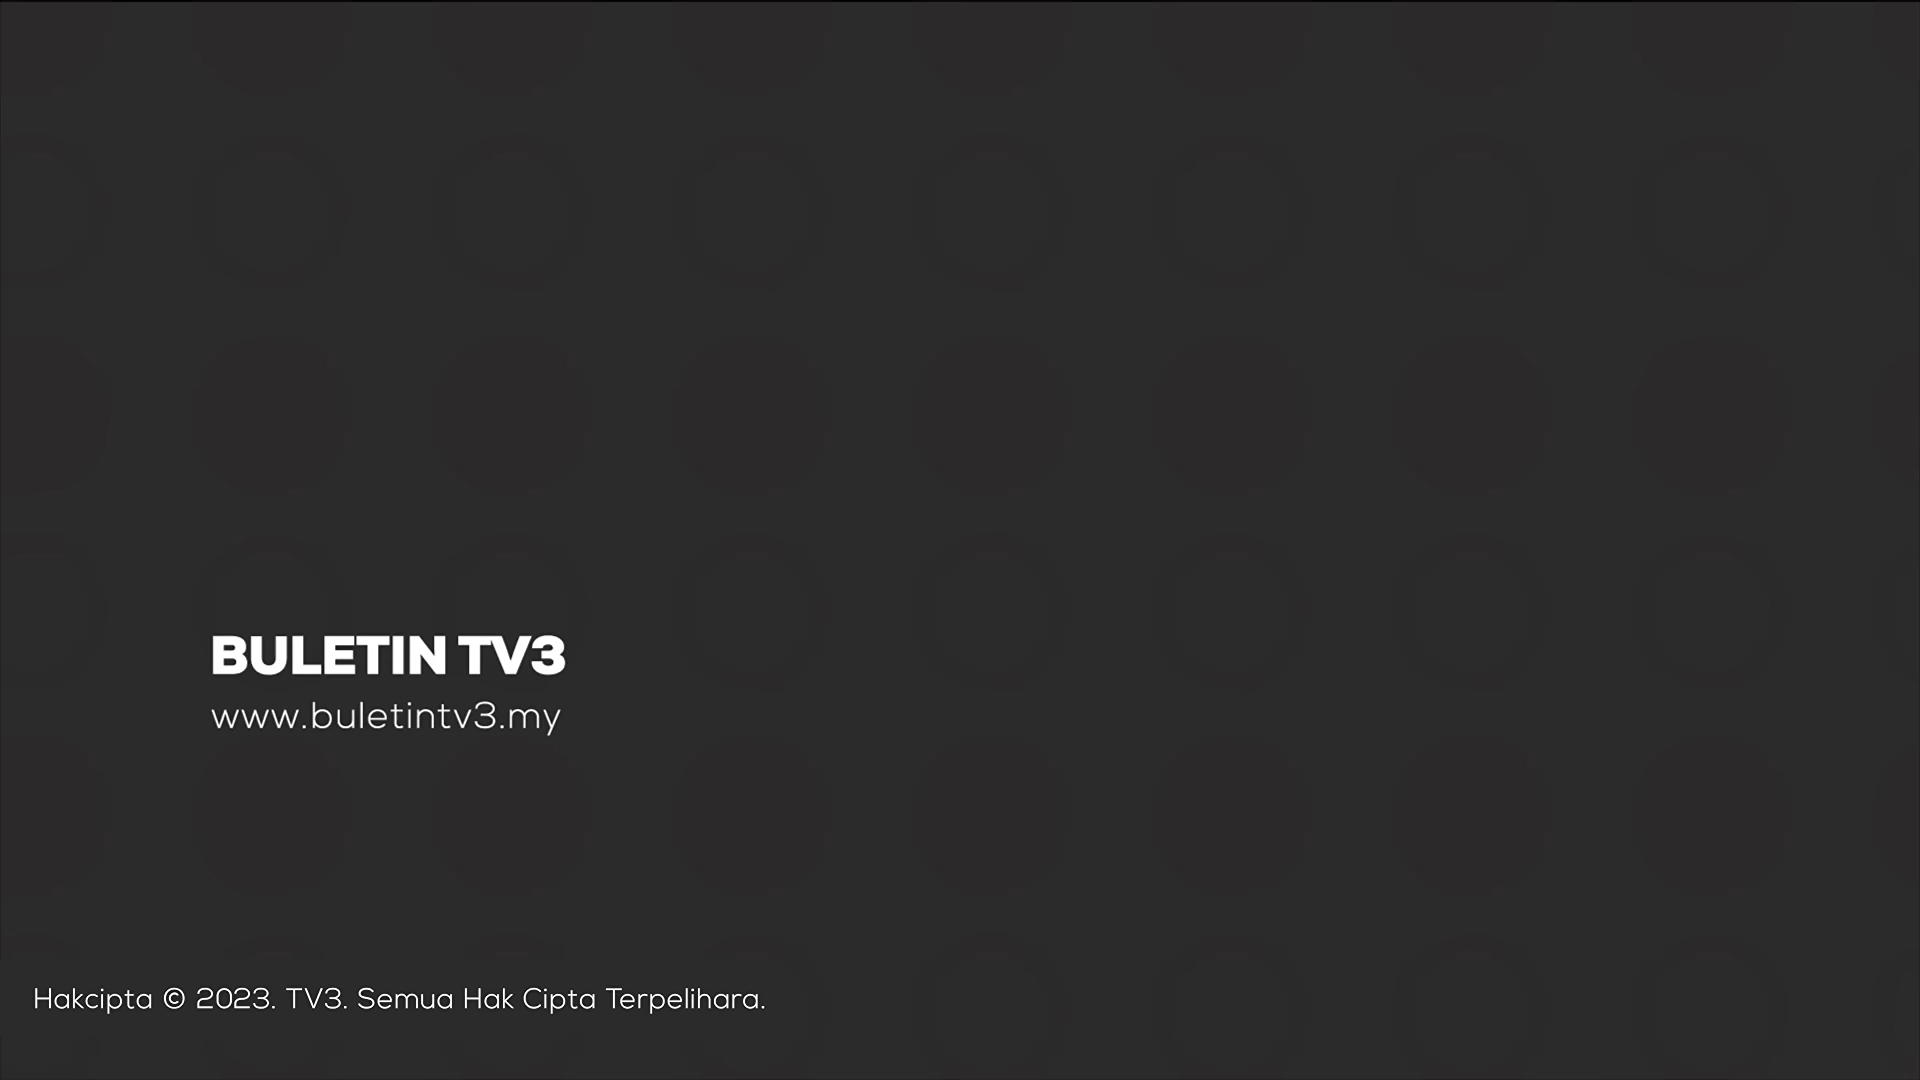 BULETIN TV3
www.buletintv3.my
Hakcipta © 2023. TV3. Semua Hak Cipta Terpelihara.